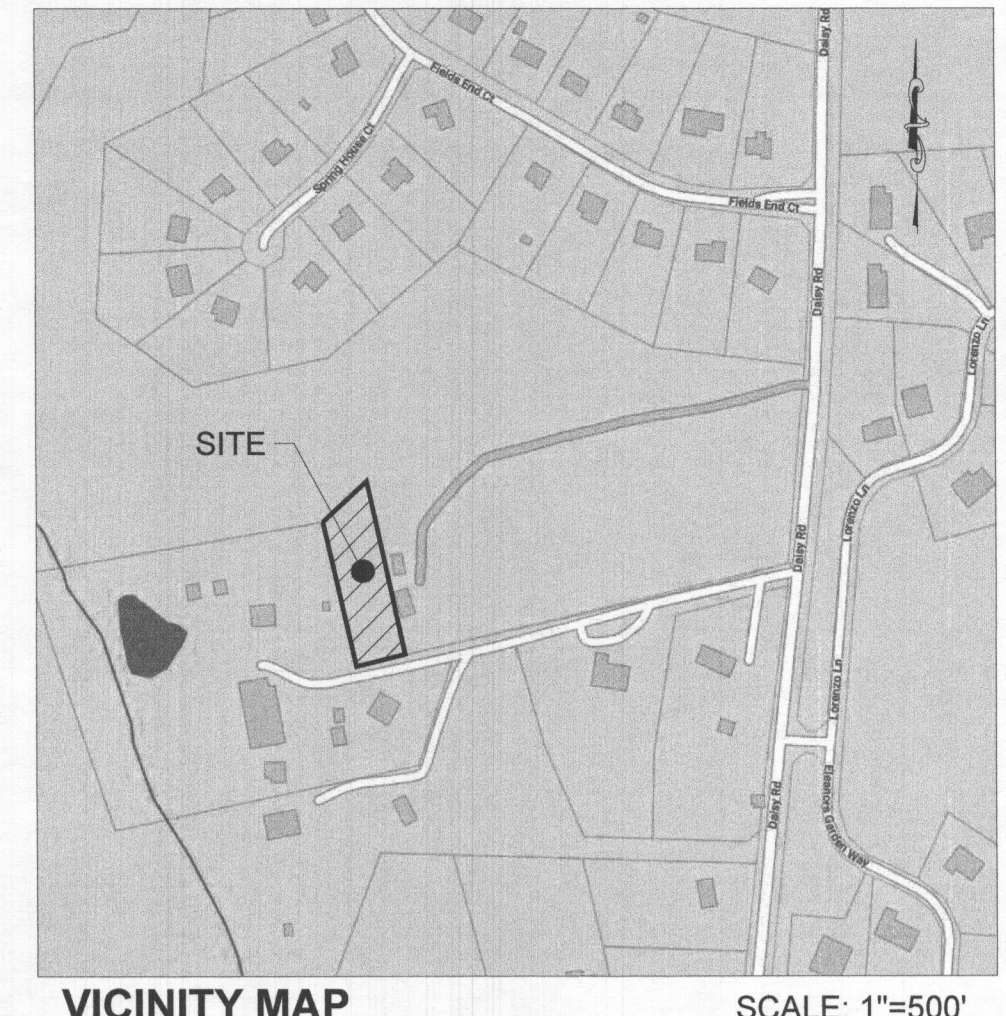 Daisy Rd
Fields End Ct
Spring House Ct
Fields End Ct
Daisy Rd
Lorenzo Ln
SITE
Lorenzo Ln
Daisy Rd
Lorenzo Ln
Daisy Rd
Eleanors Garden Way
VICINITY MAP
SCALE: 1"=500'